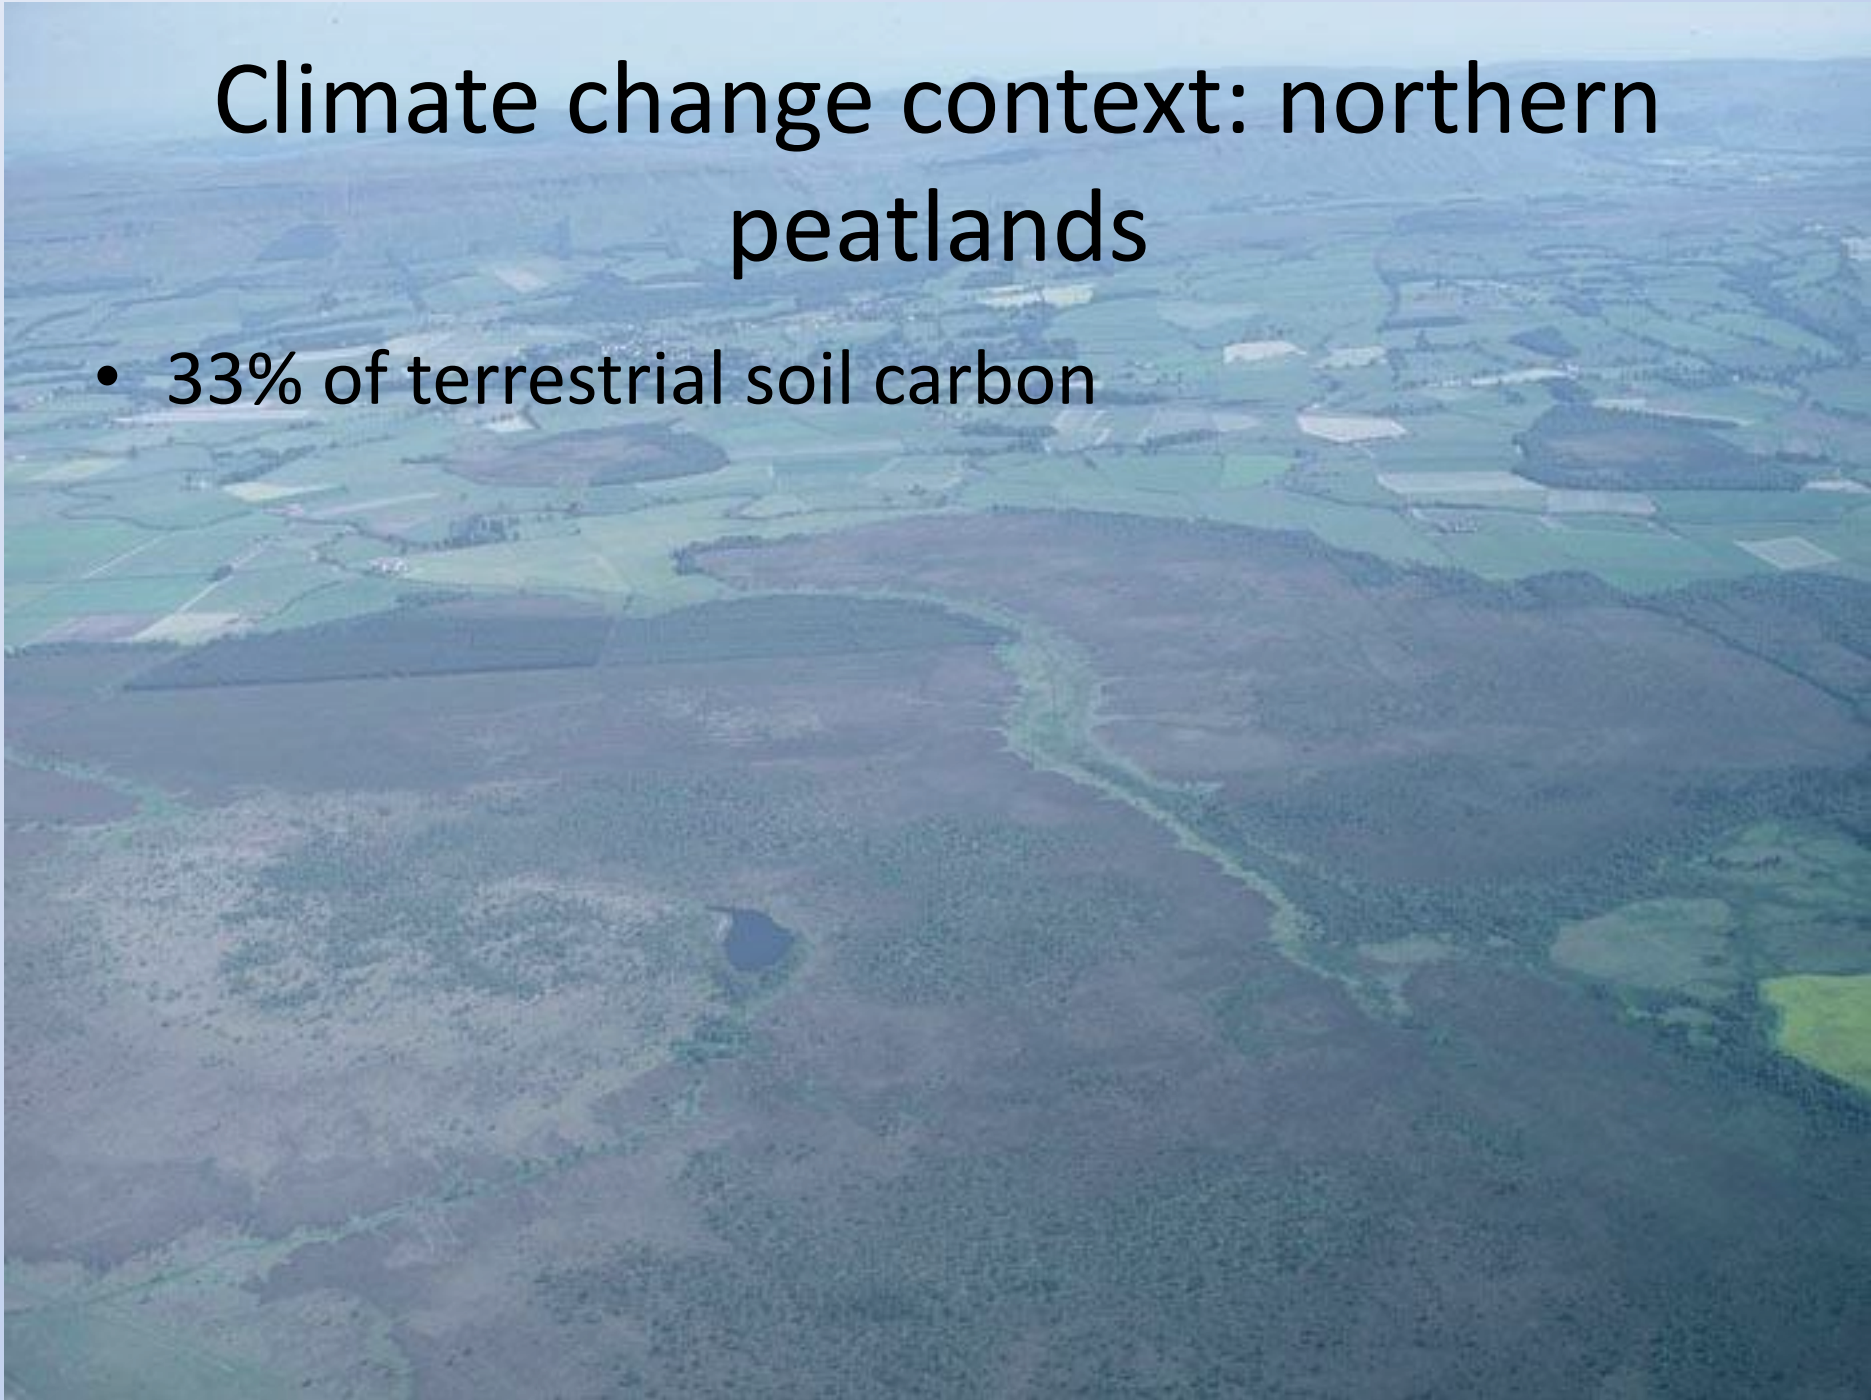 Climate change context: northern
peatlands
• 33% of terrestrial soil carbon